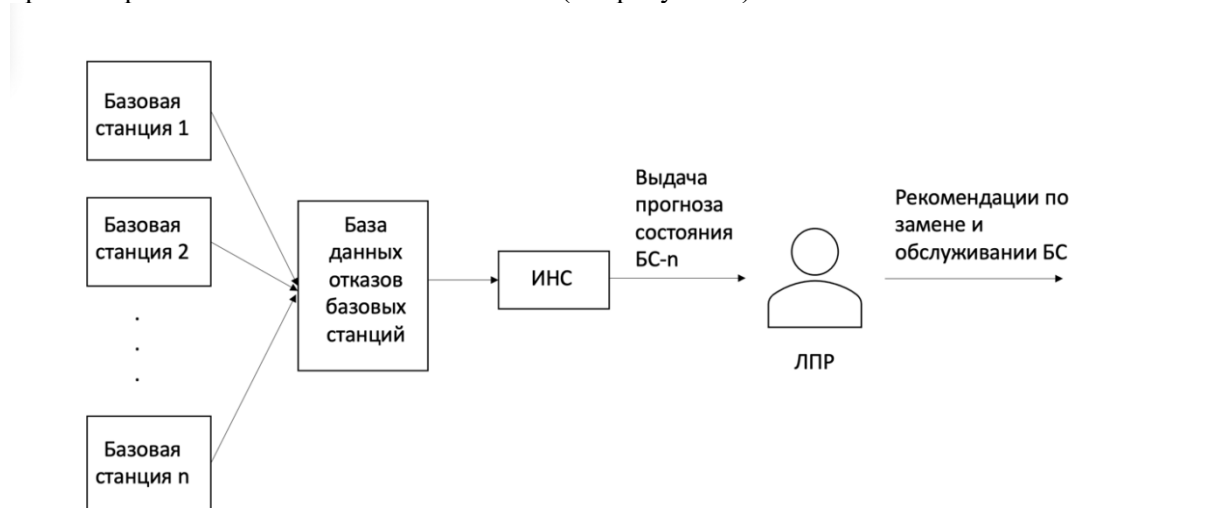 Базовая
станция 1
Базовая
станция 2
.
.
.
Базовая
станция n
База
данных
отказов
базовых
станций
ИНС
Выдача
прогноза
состояния
БС-n
ЛПР
Рекомендации по
замене и
обслуживании БС